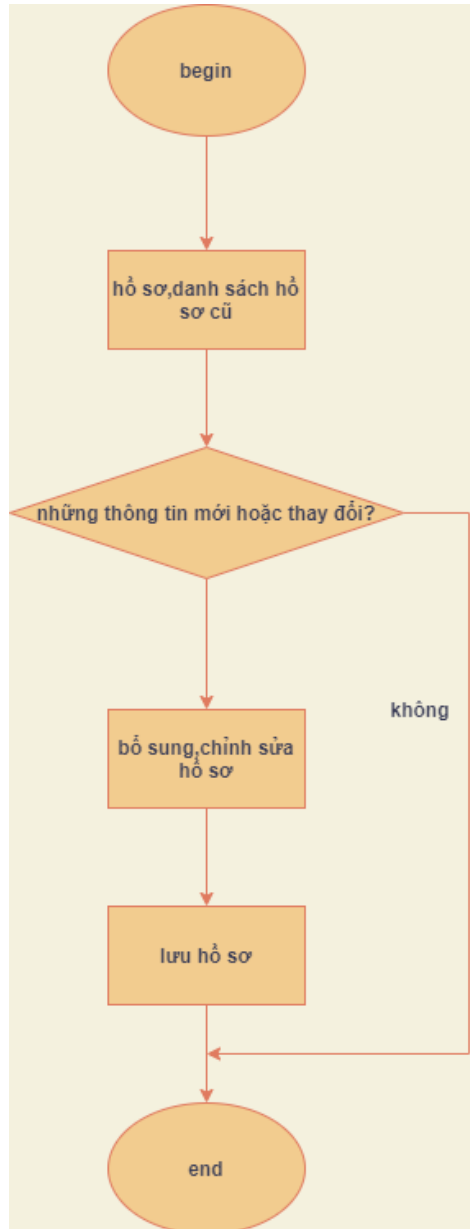 begin
hồ sơ,danh sách hồ
sơ cũ
những thông tin mới hoặc thay đổi?
không
bổ sung,chỉnh sửa
hồ sơ
lưu hồ sơ
end